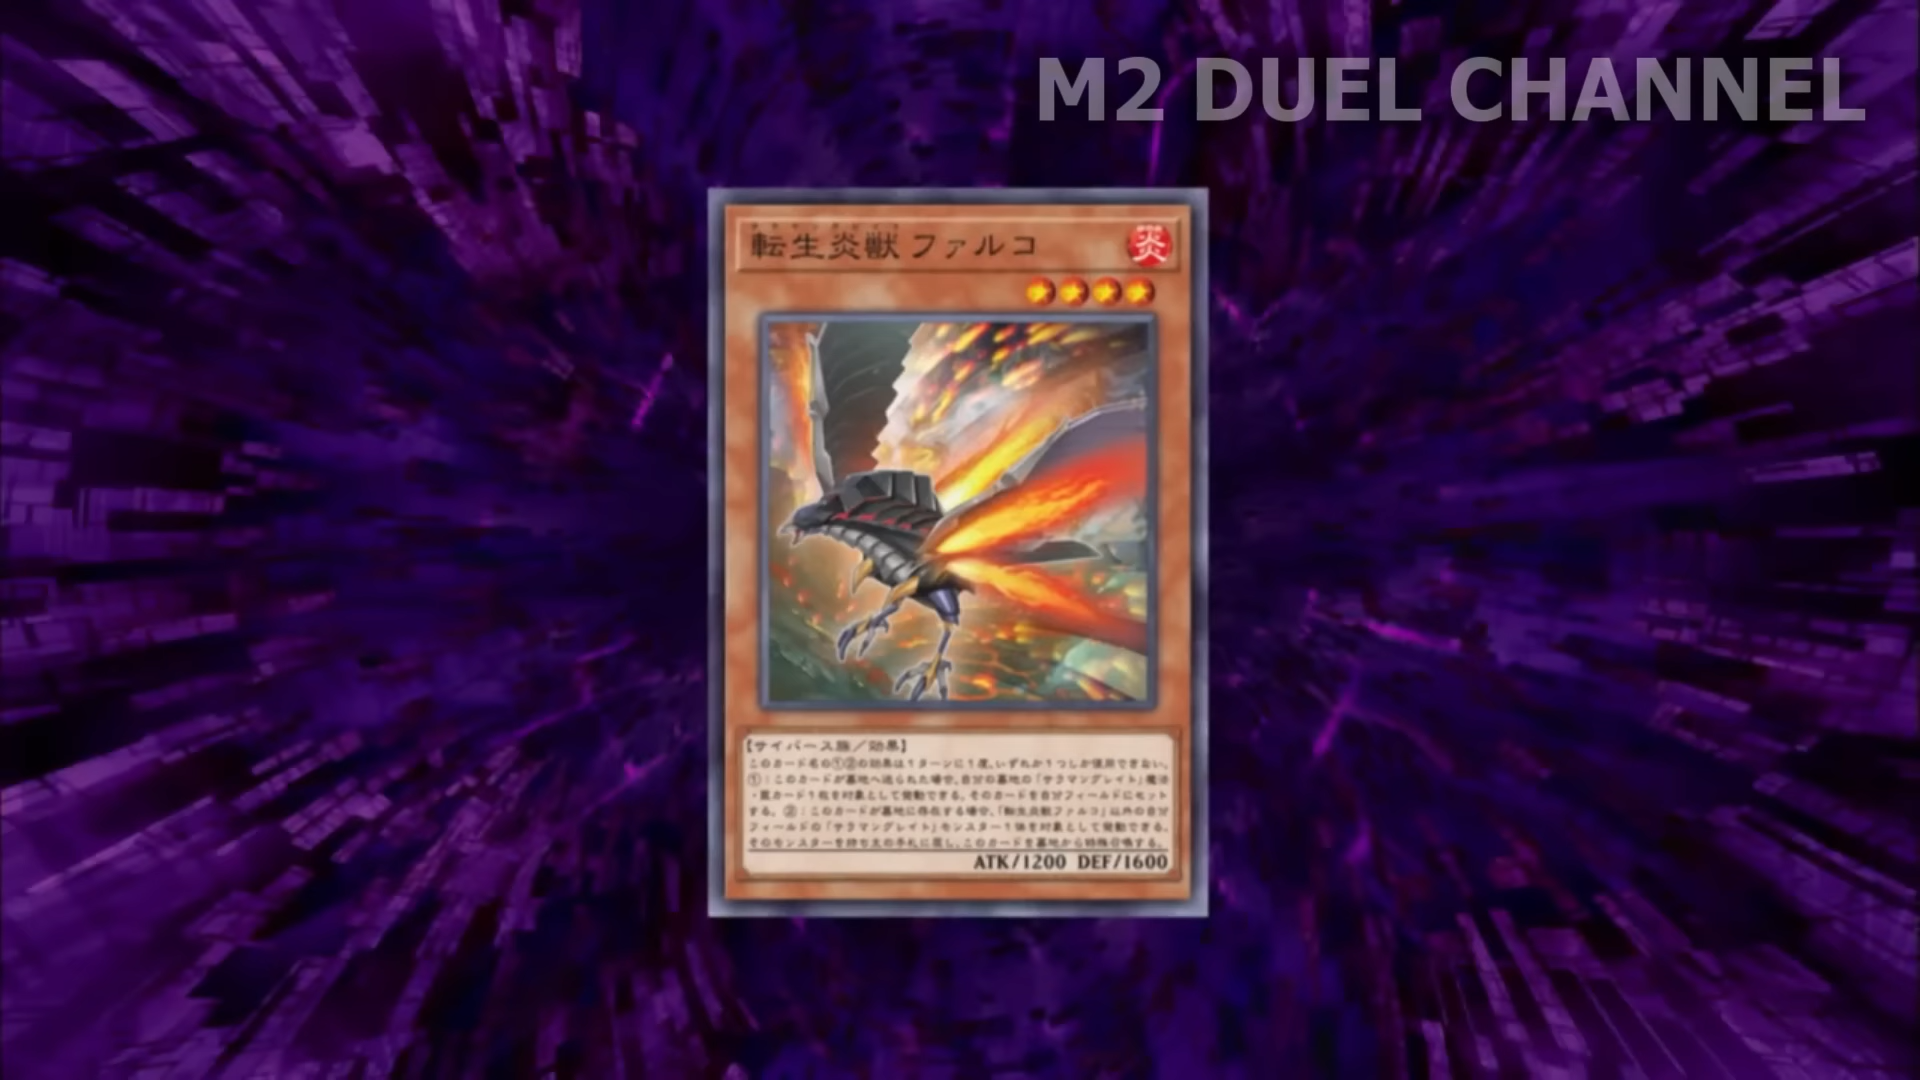 M2 DUEL CHANNEL
転生炎獣 ファルコ
炎
【サイバース族／効果】
このカード名の①②の効果は１ターンに１度、いずれか１つしか使用できない。
①：このカードが墓地へ送られた場合、自分の墓地の「サラマングレイト」魔法
・罠カード１枚を対象として発動できる。そのカードを自分フィールドにセット
する。②：このカードが墓地に存在する場合、「転生炎獣ファルコ」以外の自分
フィールドの「サラマングレイト」モンスター１体を対象として発動できる。
そのモンスターを持ち主の手札に戻し、このカードを墓地から特殊召喚する。
ATK/1200 DEF/1600